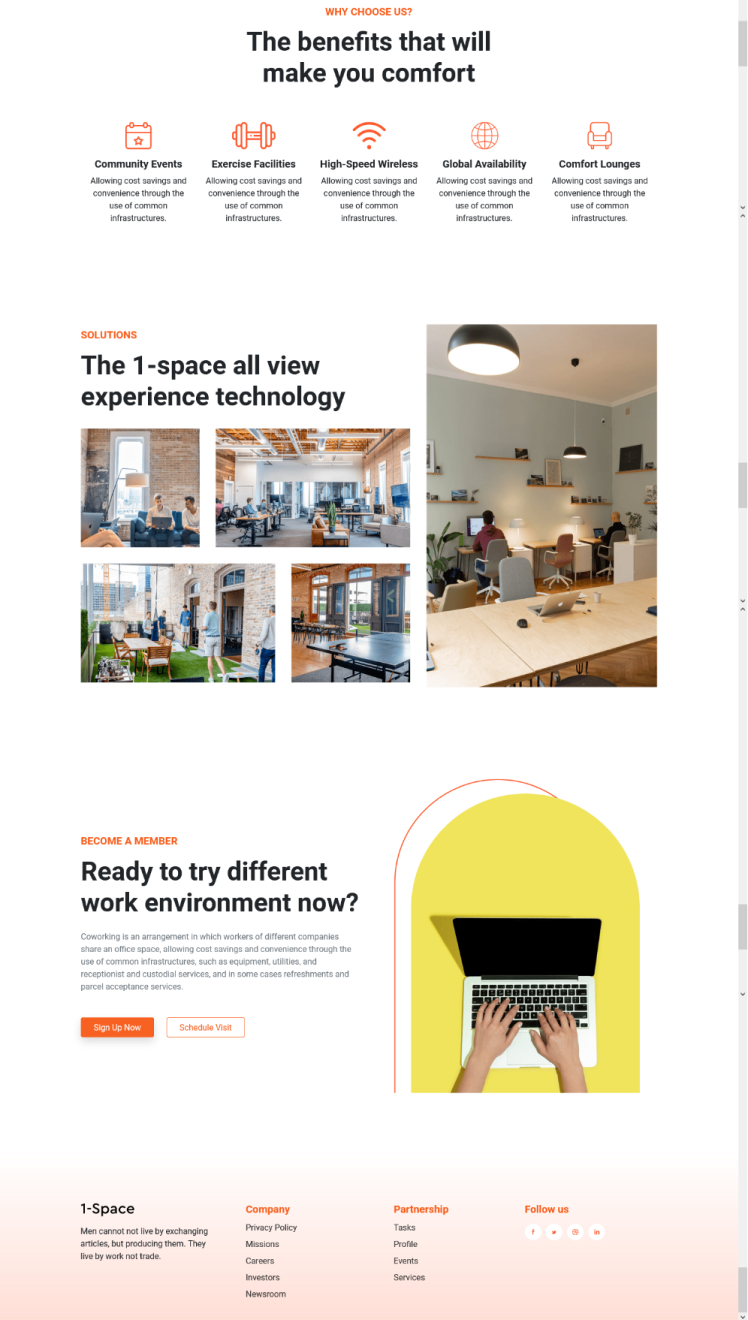 WHY CHOOSE US?
The benefits that will
make you comfort
Community Events
Allowing cost savings and
convenience through the
use of common
infrastructures.
Exercise Facilities
Allowing cost savings and
convenience through the
use of common
infrastructures.
High-Speed Wireless
Allowing cost savings and
convenience through the
use of common
infrastructures.
Global Availability
Allowing cost savings and
convenience through the
use of common
infrastructures.
Comfort Lounges
Allowing cost savings and
convenience through the
use of common
infrastructures.
SOLUTIONS
The 1-space all view
experience technology
BECOME A MEMBER
Ready to try different
work environment now?
Coworking is an arrangement in which workers of different companies
share an office space, allowing cost savings and convenience through the
use of common infrastructures, such as equipment, utilities, and
receptionist and custodial services, and in some cases refreshments and
parcel acceptance services.
Sign Up Now
Schedule Visit
1-Space
Men cannot not live by exchanging
articles, but producing them. They
live by work not trade.
Company
Privacy Policy
Missions
Careers
Investors
Newsroom
Partnership
Tasks
Profile
Events
Services
Follow us